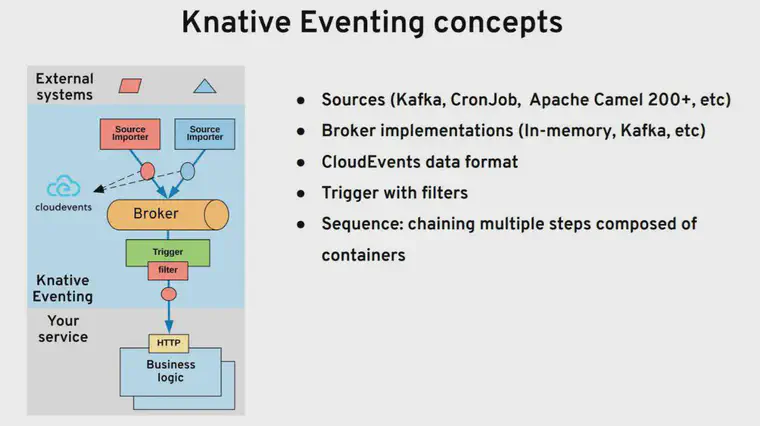 Knative Eventing concepts
External
systems
Source
Importer
Source
Importer
cloudevents
Broker
Trigger
filter
Knative
Eventing
Your
service
HTTP
Business
logic
● Sources (Kafka, CronJob, Apache Camel 200+, etc)
● Broker implementations (In-memory, Kafka, etc)
● CloudEvents data format
● Trigger with filters
● Sequence: chaining multiple steps composed of
containers